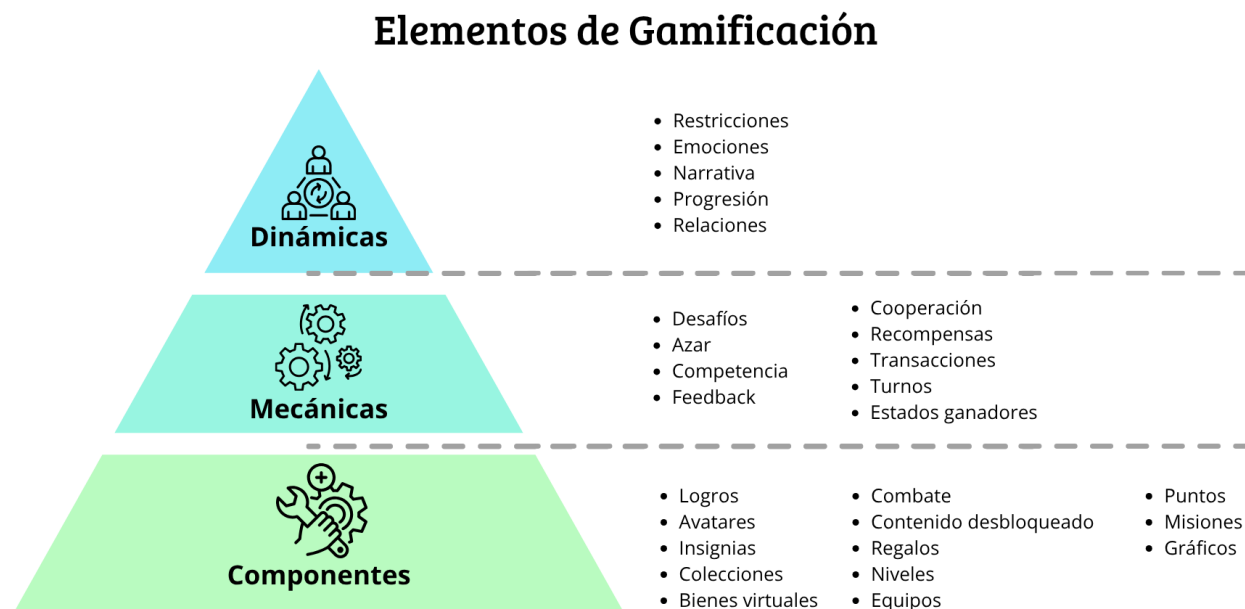 Elementos de Gamificación
Dinámicas
Restricciones
Emociones
Narrativa
Progresión
Relaciones
Mecánicas
Desafíos
Azar
Competencia
Feedback
Cooperación
Recompensas
Transacciones
Turnos
Estados ganadores
Componentes
Logros
Avatares
Insignias
Colecciones
Bienes virtuales
Combate
Contenido desbloqueado
Regalos
Niveles
Equipos
Puntos
Misiones
Gráficos